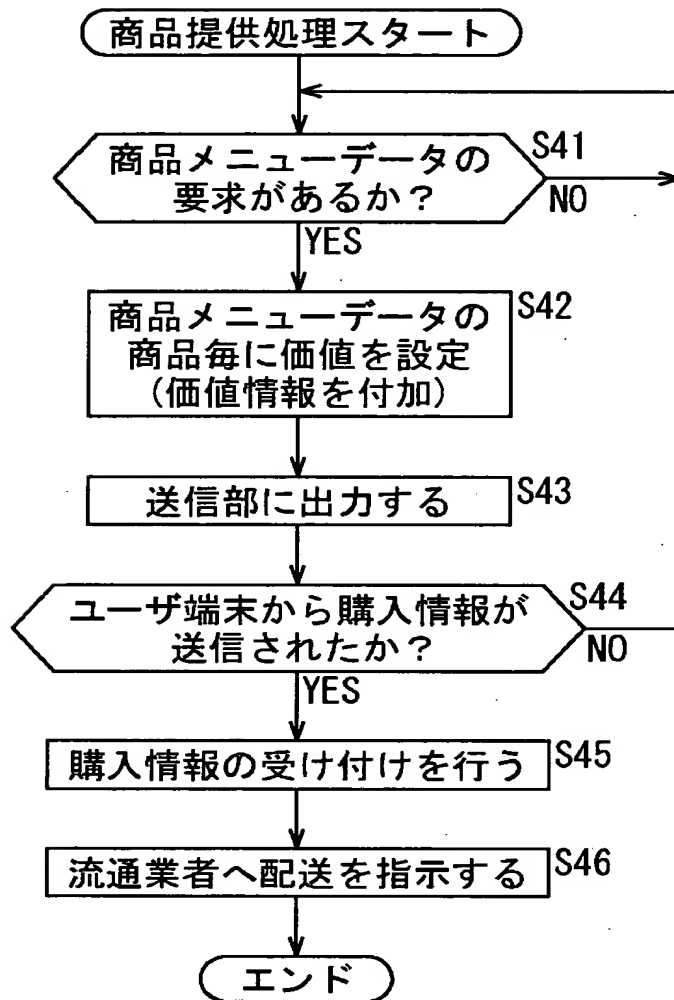 商品提供処理スタート
商品メニューデータの
要求があるか？
S41
NO
YES
商品メニューデータの
商品毎に価値を設定
(価値情報を付加)
S42
送信部に出力する
S43
ユーザ端末から購入情報が
送信されたか？
S44
NO
YES
購入情報の受け付けを行う
S45
流通業者へ配送を指示する
S46
エンド